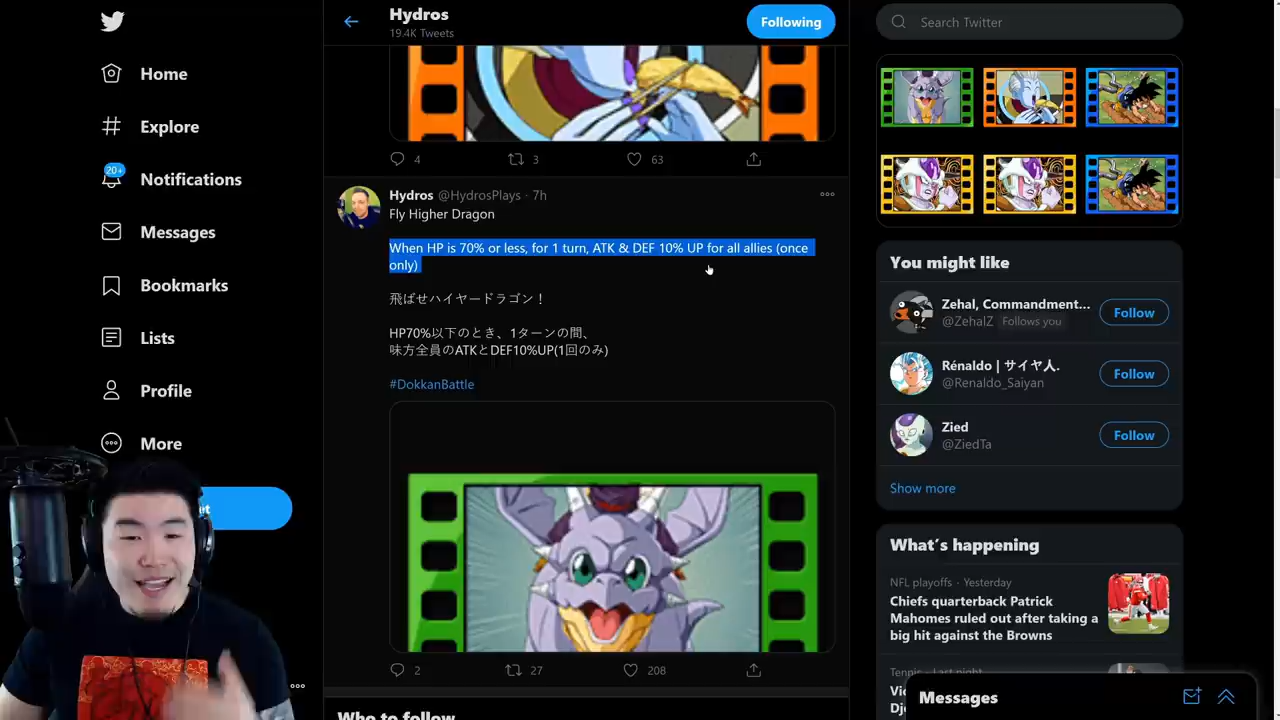 Home
Explore
20+
Notifications
Messages
Bookmarks
Lists
Profile
More
Hydros
19.4K Tweets
Following
4
3
63
Hydros @HydrosPlays · 7h
Fly Higher Dragon
When HP is 70% or less, for 1 turn, ATK & DEF 10% UP for all allies (once
only)
飛ばせハイヤードラゴン！
HP70%以下のとき、1ターンの間、
味方全員のATKとDEF10%UP(1回のみ)
#DokkanBattle
2
27
208
Who to follow
Search Twitter
You might like
Zehal, Commandment...
@ZehalZ Follows you
Follow
Rénaldo | サイヤ人.
@Renaldo_Saiyan
Follow
Zied
@ZiedTa
Follow
Show more
What's happening
NFL playoffs · Yesterday
Chiefs quarterback Patrick
Mahomes ruled out after taking a
big hit against the Browns
Tennis · Last night
Messages